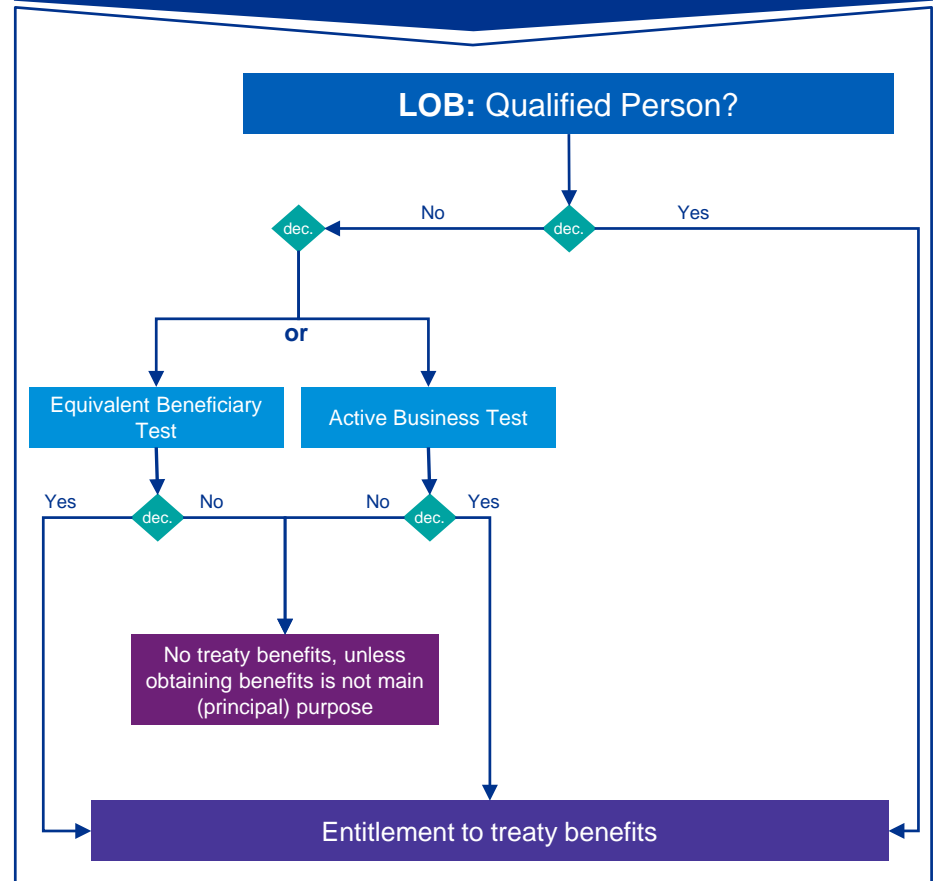 LOB: Qualified Person?
No
Yes
dec.
dec.
or
Equivalent Beneficiary
Test
Active Business Test
Yes
No
No
Yes
dec.
dec.
No treaty benefits, unless
obtaining benefits is not main
(principal) purpose
Entitlement to treaty benefits